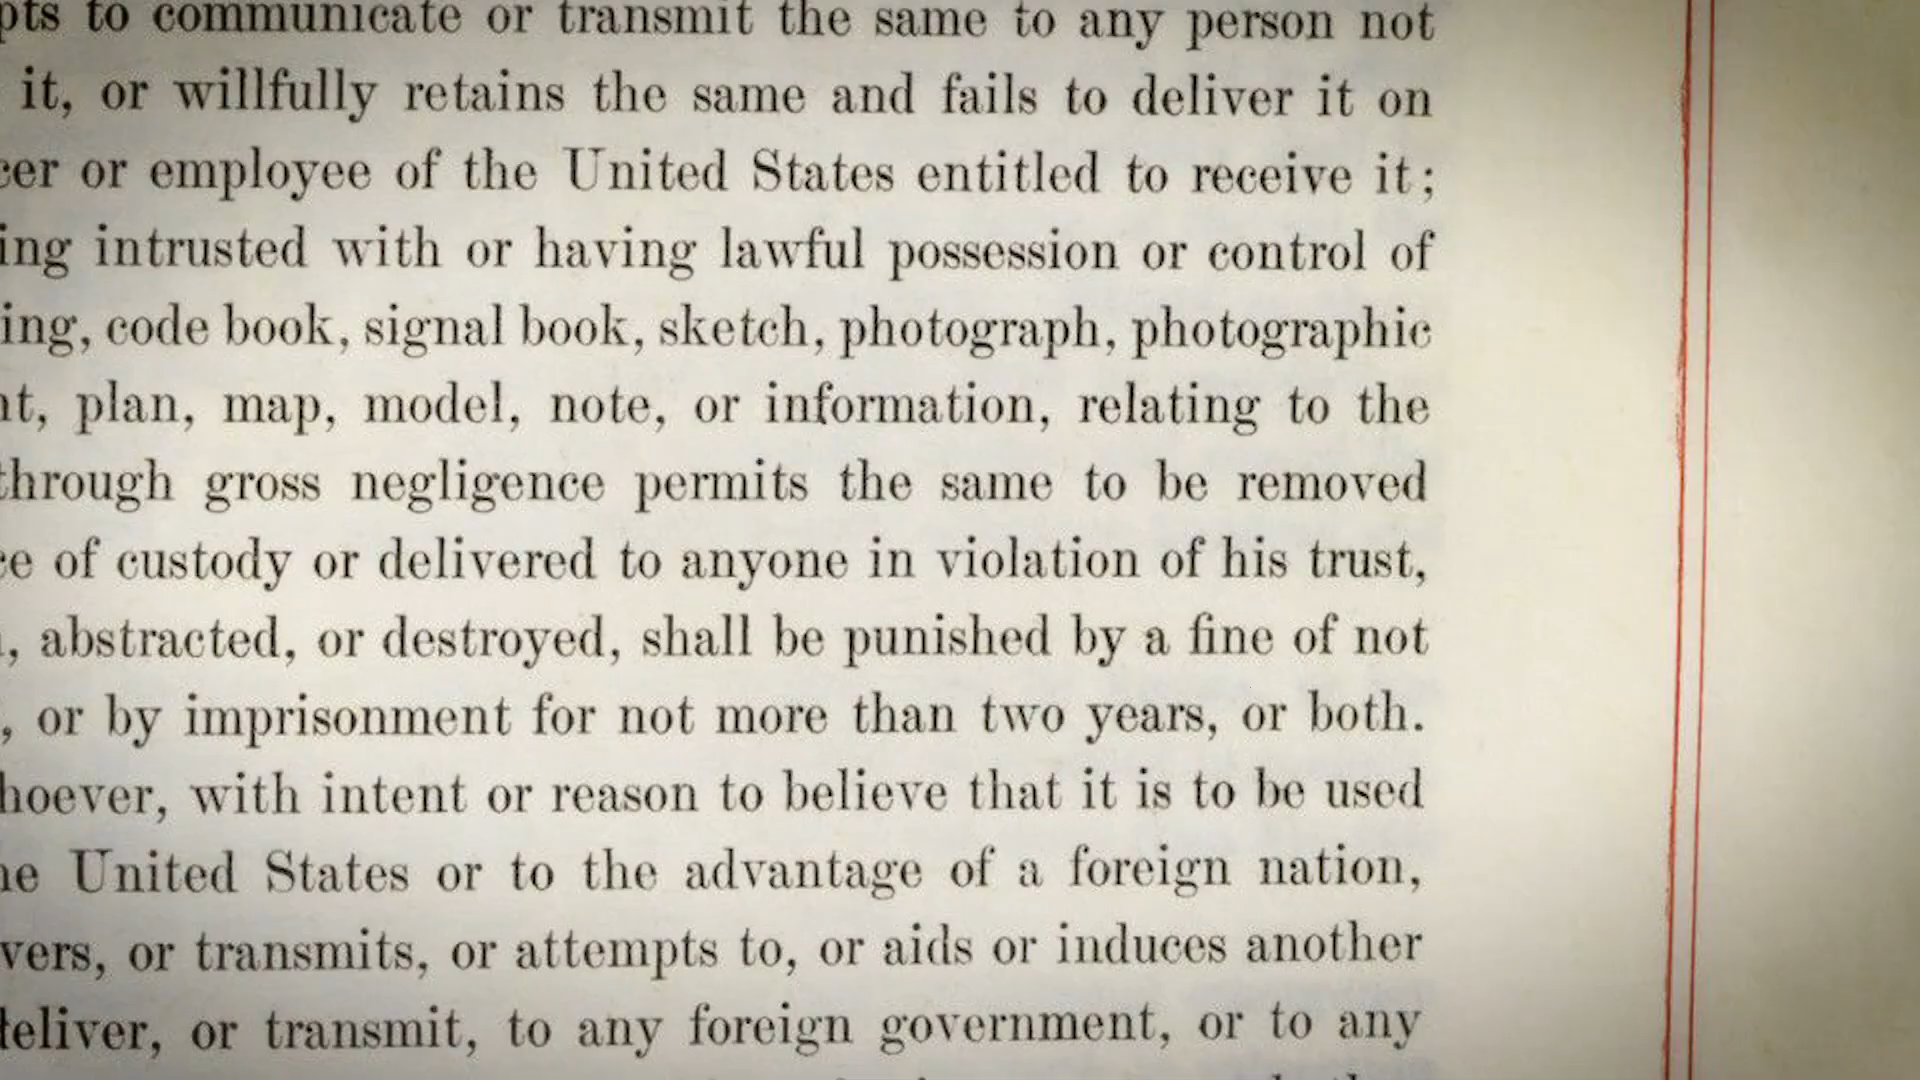 to communicate or transmit the same to any person not
it, or willfully retains the same and fails to deliver it on
or employee of the United States entitled to receive it;
intrusted with or having lawful possession or control of
code book, signal book, sketch, photograph, photographic
plan, map, model, note, or information, relating to the
through gross negligence permits the same to be removed
of custody or delivered to anyone in violation of his trust,
, abstracted, or destroyed, shall be punished by a fine of not
, or by imprisonment for not more than two years, or both.
hoever, with intent or reason to believe that it is to be used
United States or to the advantage of a foreign nation,
vers, or transmits, or attempts to, or aids or induces another
deliver, or transmit, to any foreign government, or to any